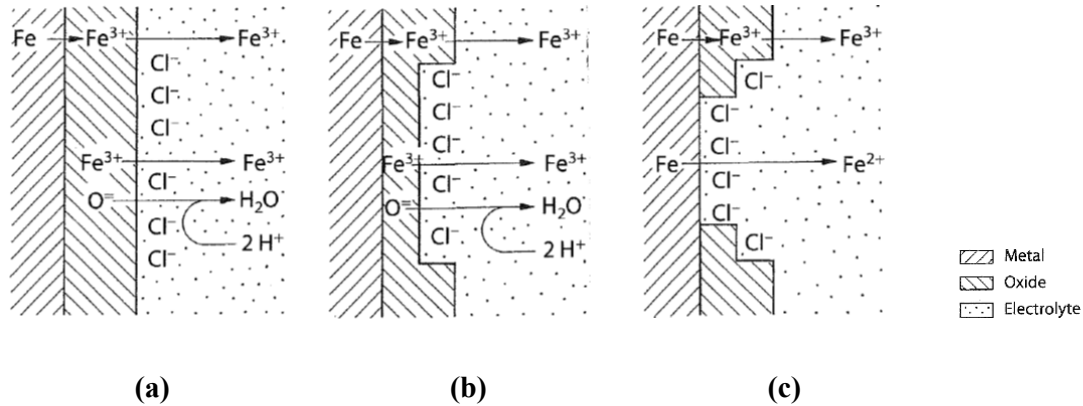 Fe Fe³⁺ Fe³⁺
Cl⁻
Cl⁻
Cl⁻
Fe³⁺ Fe³⁺
Cl⁻
O⁼ H₂O
Cl⁻
2 H⁺
Cl⁻
(a)
Fe Fe³⁺ Fe³⁺
Cl⁻
Cl⁻
Cl⁻
Fe³⁺ Fe³⁺
Cl⁻
O⁼ H₂O
Cl⁻
2 H⁺
(b)
Fe Fe³⁺ Fe³⁺
Cl⁻
Cl⁻
Cl⁻
Fe Fe²⁺
Cl⁻
Cl⁻
Cl⁻
(c)
Metal
Oxide
Electrolyte